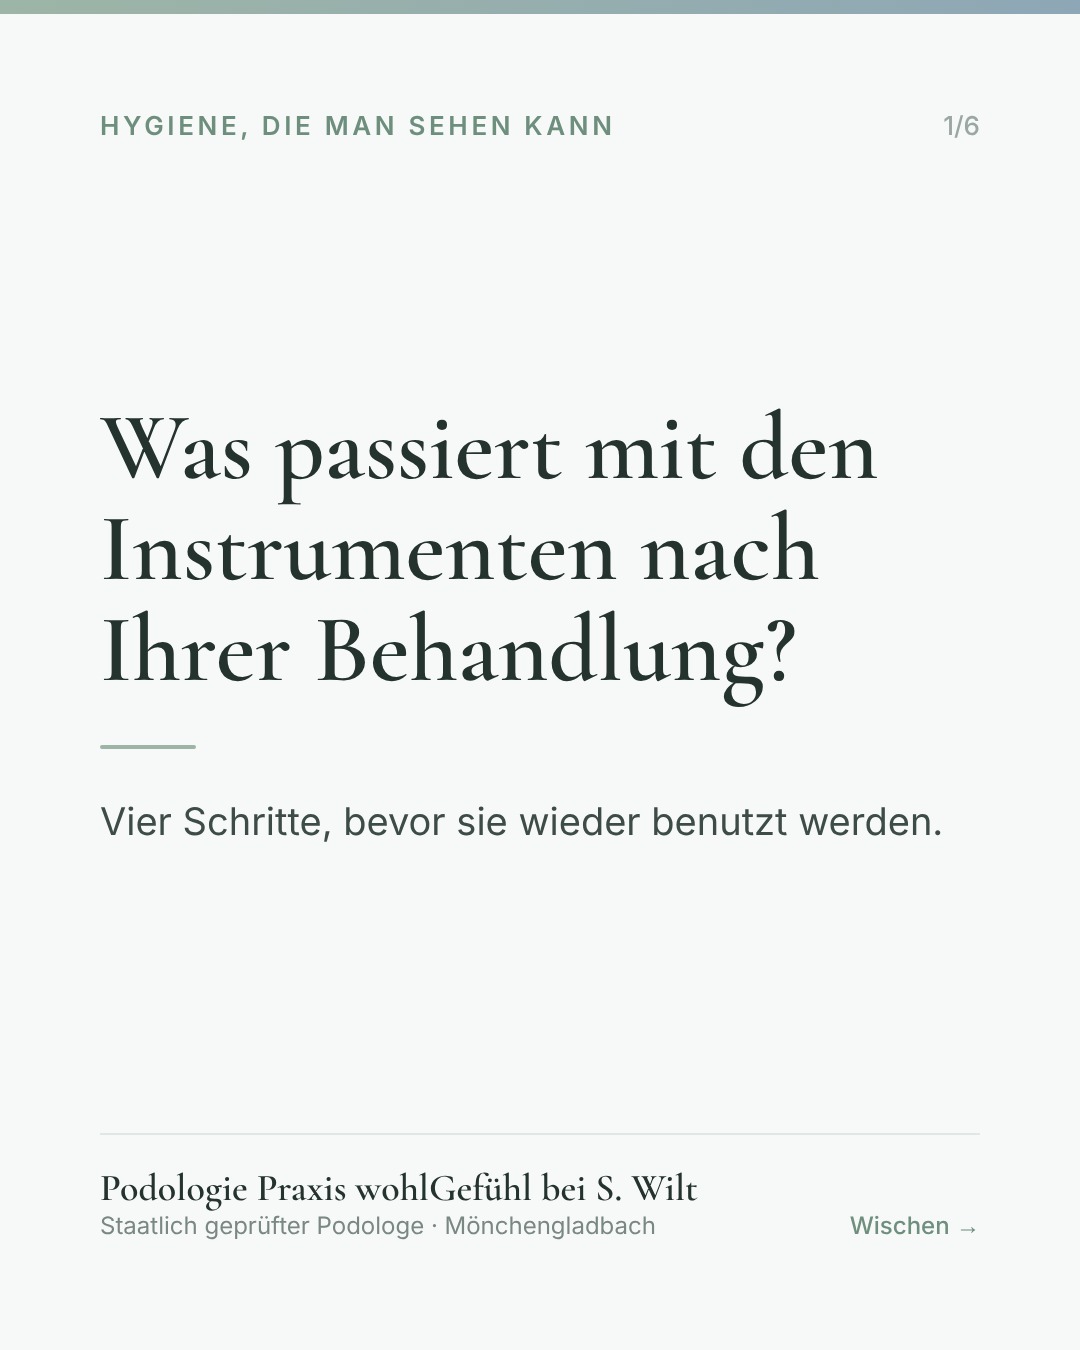 HYGIENE, DIE MAN SEHEN KANN
1/6
Was passiert mit den
Instrumenten nach
Ihrer Behandlung?
Vier Schritte, bevor sie wieder benutzt werden.
Podologie Praxis wohlGefühl bei S. Wilt
Staatlich geprüfter Podologe · Mönchengladbach
Wischen →